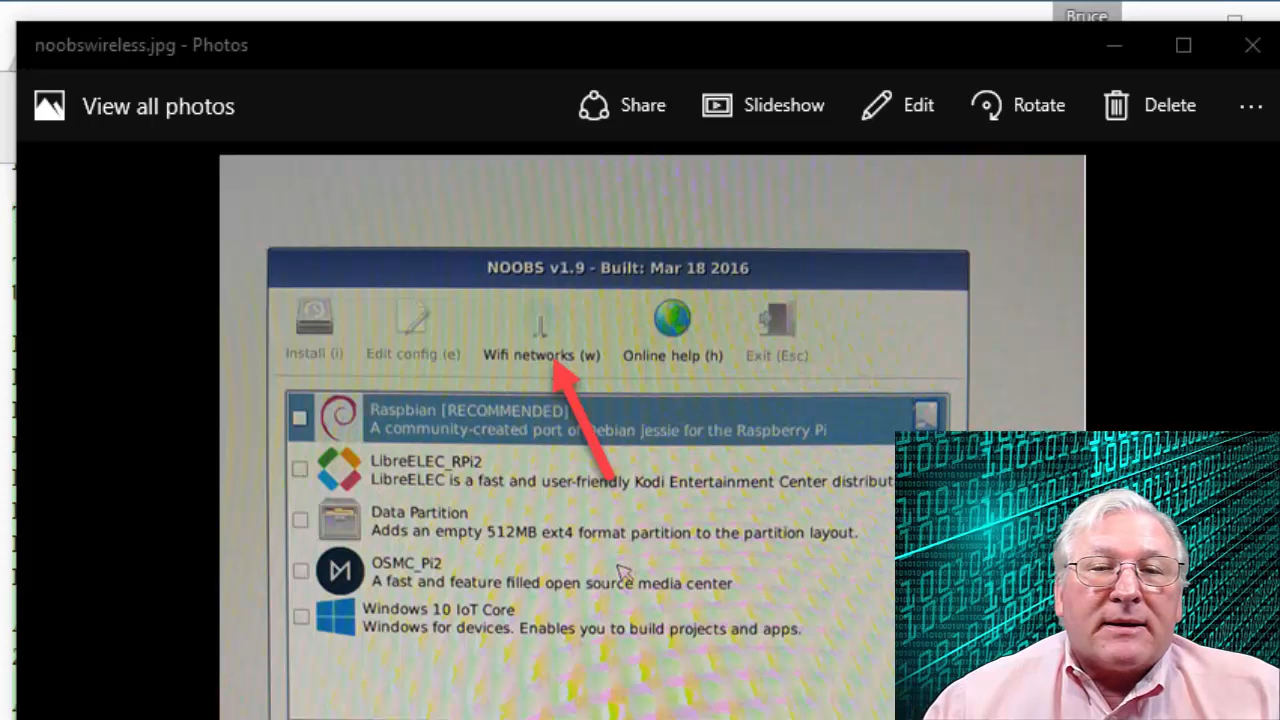 Bruce
noobswireless.jpg - Photos
View all photos
Share
Slideshow
Edit
Rotate
Delete
NOOBS v1.9 - Built: Mar 18 2016
Install (i)
Edit config (e)
Wifi networks (w)
Online help (h)
Exit (Esc)
Raspbian [RECOMMENDED]
A community-created port of Debian Jessie for the Raspberry Pi
LibreELEC_RPi2
LibreELEC is a fast and user-friendly Kodi Entertainment Center
Data Partition
Adds an empty 512MB ext4 format partition to the partition layout.
OSMC_Pi2
A fast and feature filled open source media center
Windows 10 IoT Core
Windows for devices. Enables you to build projects and apps.